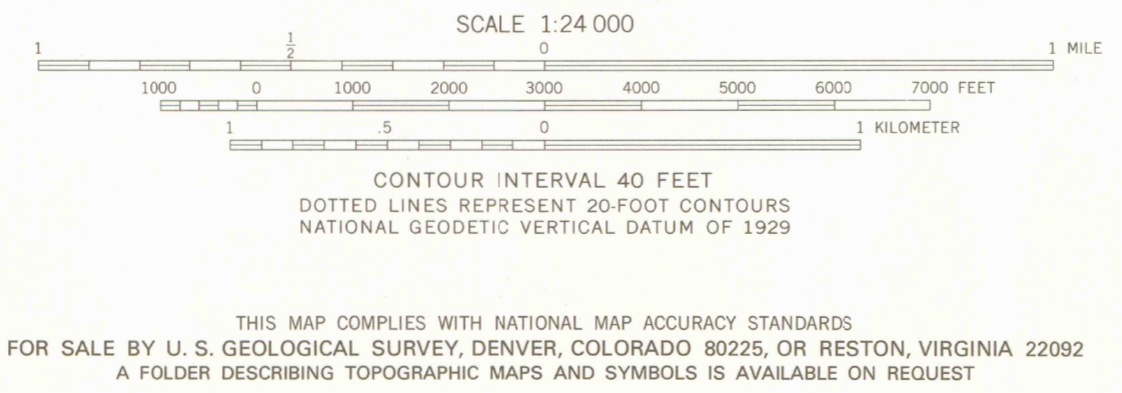 SCALE 1:24 000
1 ½ 0 1 MILE
1000 0 1000 2000 3000 4000 5000 6000 7000 FEET
1 .5 0 1 KILOMETER
CONTOUR INTERVAL 40 FEET
DOTTED LINES REPRESENT 20-FOOT CONTOURS
NATIONAL GEODETIC VERTICAL DATUM OF 1929
THIS MAP COMPLIES WITH NATIONAL MAP ACCURACY STANDARDS
FOR SALE BY U. S. GEOLOGICAL SURVEY, DENVER, COLORADO 80225, OR RESTON, VIRGINIA 22092
A FOLDER DESCRIBING TOPOGRAPHIC MAPS AND SYMBOLS IS AVAILABLE ON REQUEST